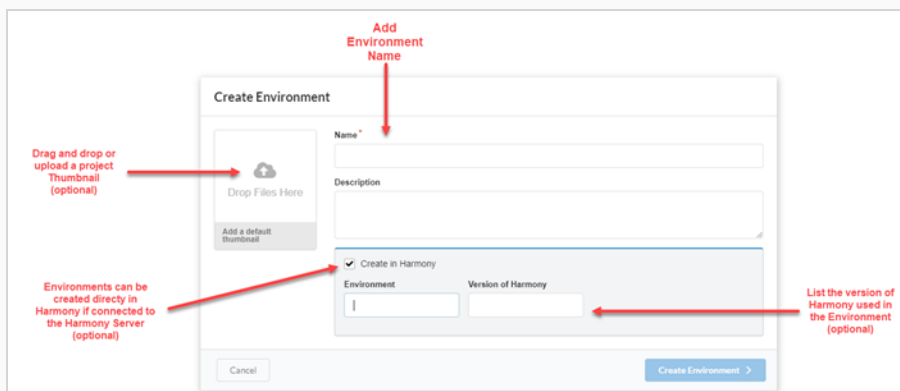 Add
Environment
Name
Create Environment
Name *
Drag and drop or
upload a project
Thumbnail
(optional)
Drop Files Here
Description
Add a default
thumbnail
Create in Harmony
Environments can be
created directy in
Harmony if connected to
the Harmony Server
(optional)
Environment
Version of Harmony
List the version of
Harmony used in
the Environment
(optional)
Cancel
Create Environment